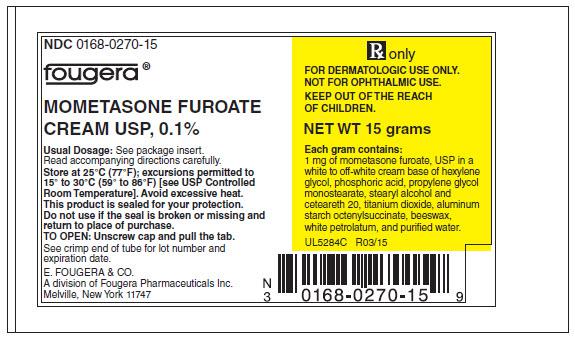 NDC 0168-0270-15
fougera®
MOMETASONE FUROATE
CREAM USP, 0.1%
Usual Dosage: See package insert.
Read accompanying directions carefully.
Store at 25°C (77°F); excursions permitted to
15° to 30°C (59° to 86°F) [see USP Controlled
Room Temperature]. Avoid excessive heat.
This product is sealed for your protection.
Do not use if the seal is broken or missing and
return to place of purchase.
TO OPEN: Unscrew cap and pull the tab.
See crimp end of tube for lot number and
expiration date.
E. FOUGERA & CO.
A division of Fougera Pharmaceuticals Inc.
Melville, New York 11747
Rx only
FOR DERMATOLOGIC USE ONLY.
NOT FOR OPHTHALMIC USE.
KEEP OUT OF THE REACH
OF CHILDREN.
NET WT 15 grams
Each gram contains:
1 mg of mometasone furoate, USP in a
white to off-white cream base of hexylene
glycol, phosphoric acid, propylene glycol
monostearate, stearyl alcohol and
ceteareth 20, titanium dioxide, aluminum
starch octenylsuccinate, beeswax,
white petrolatum, and purified water.
UL5284C R03/15
N
3 0168-0270-15 9